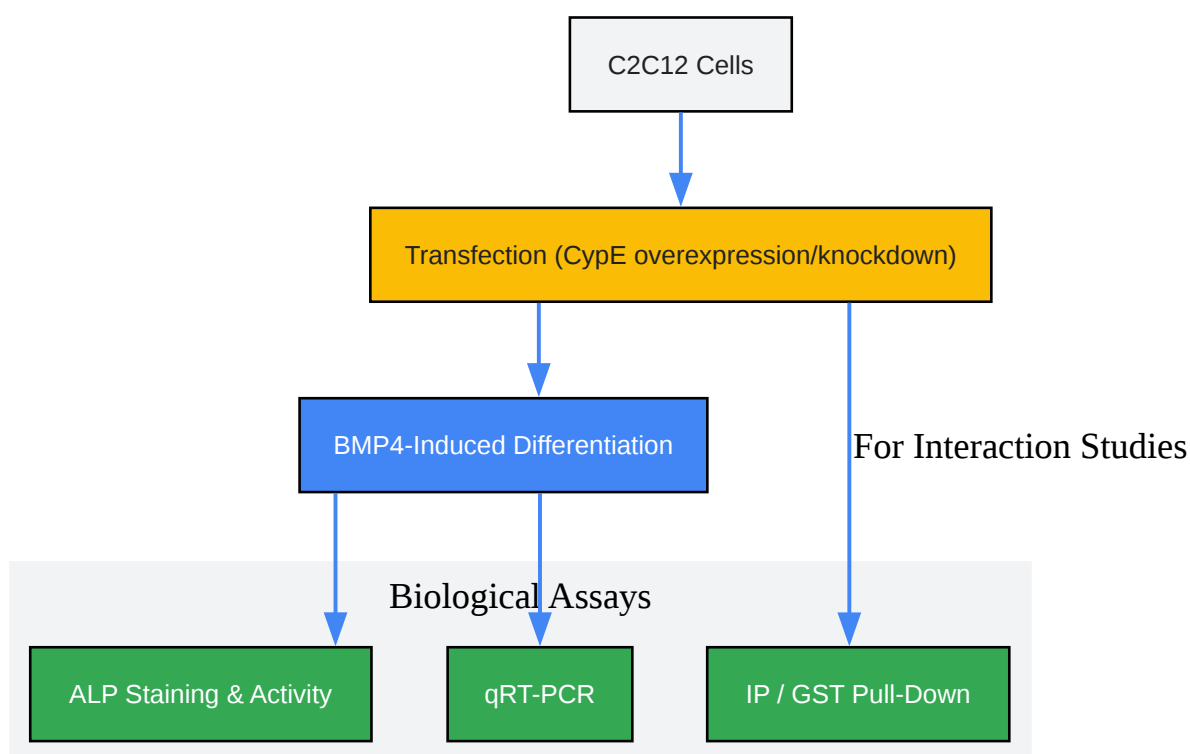 C2C12 Cells
Transfection (CypE overexpression/knockdown)
BMP4-Induced Differentiation
For Interaction Studies
Biological Assays
ALP Staining & Activity
qRT-PCR
IP / GST Pull-Down